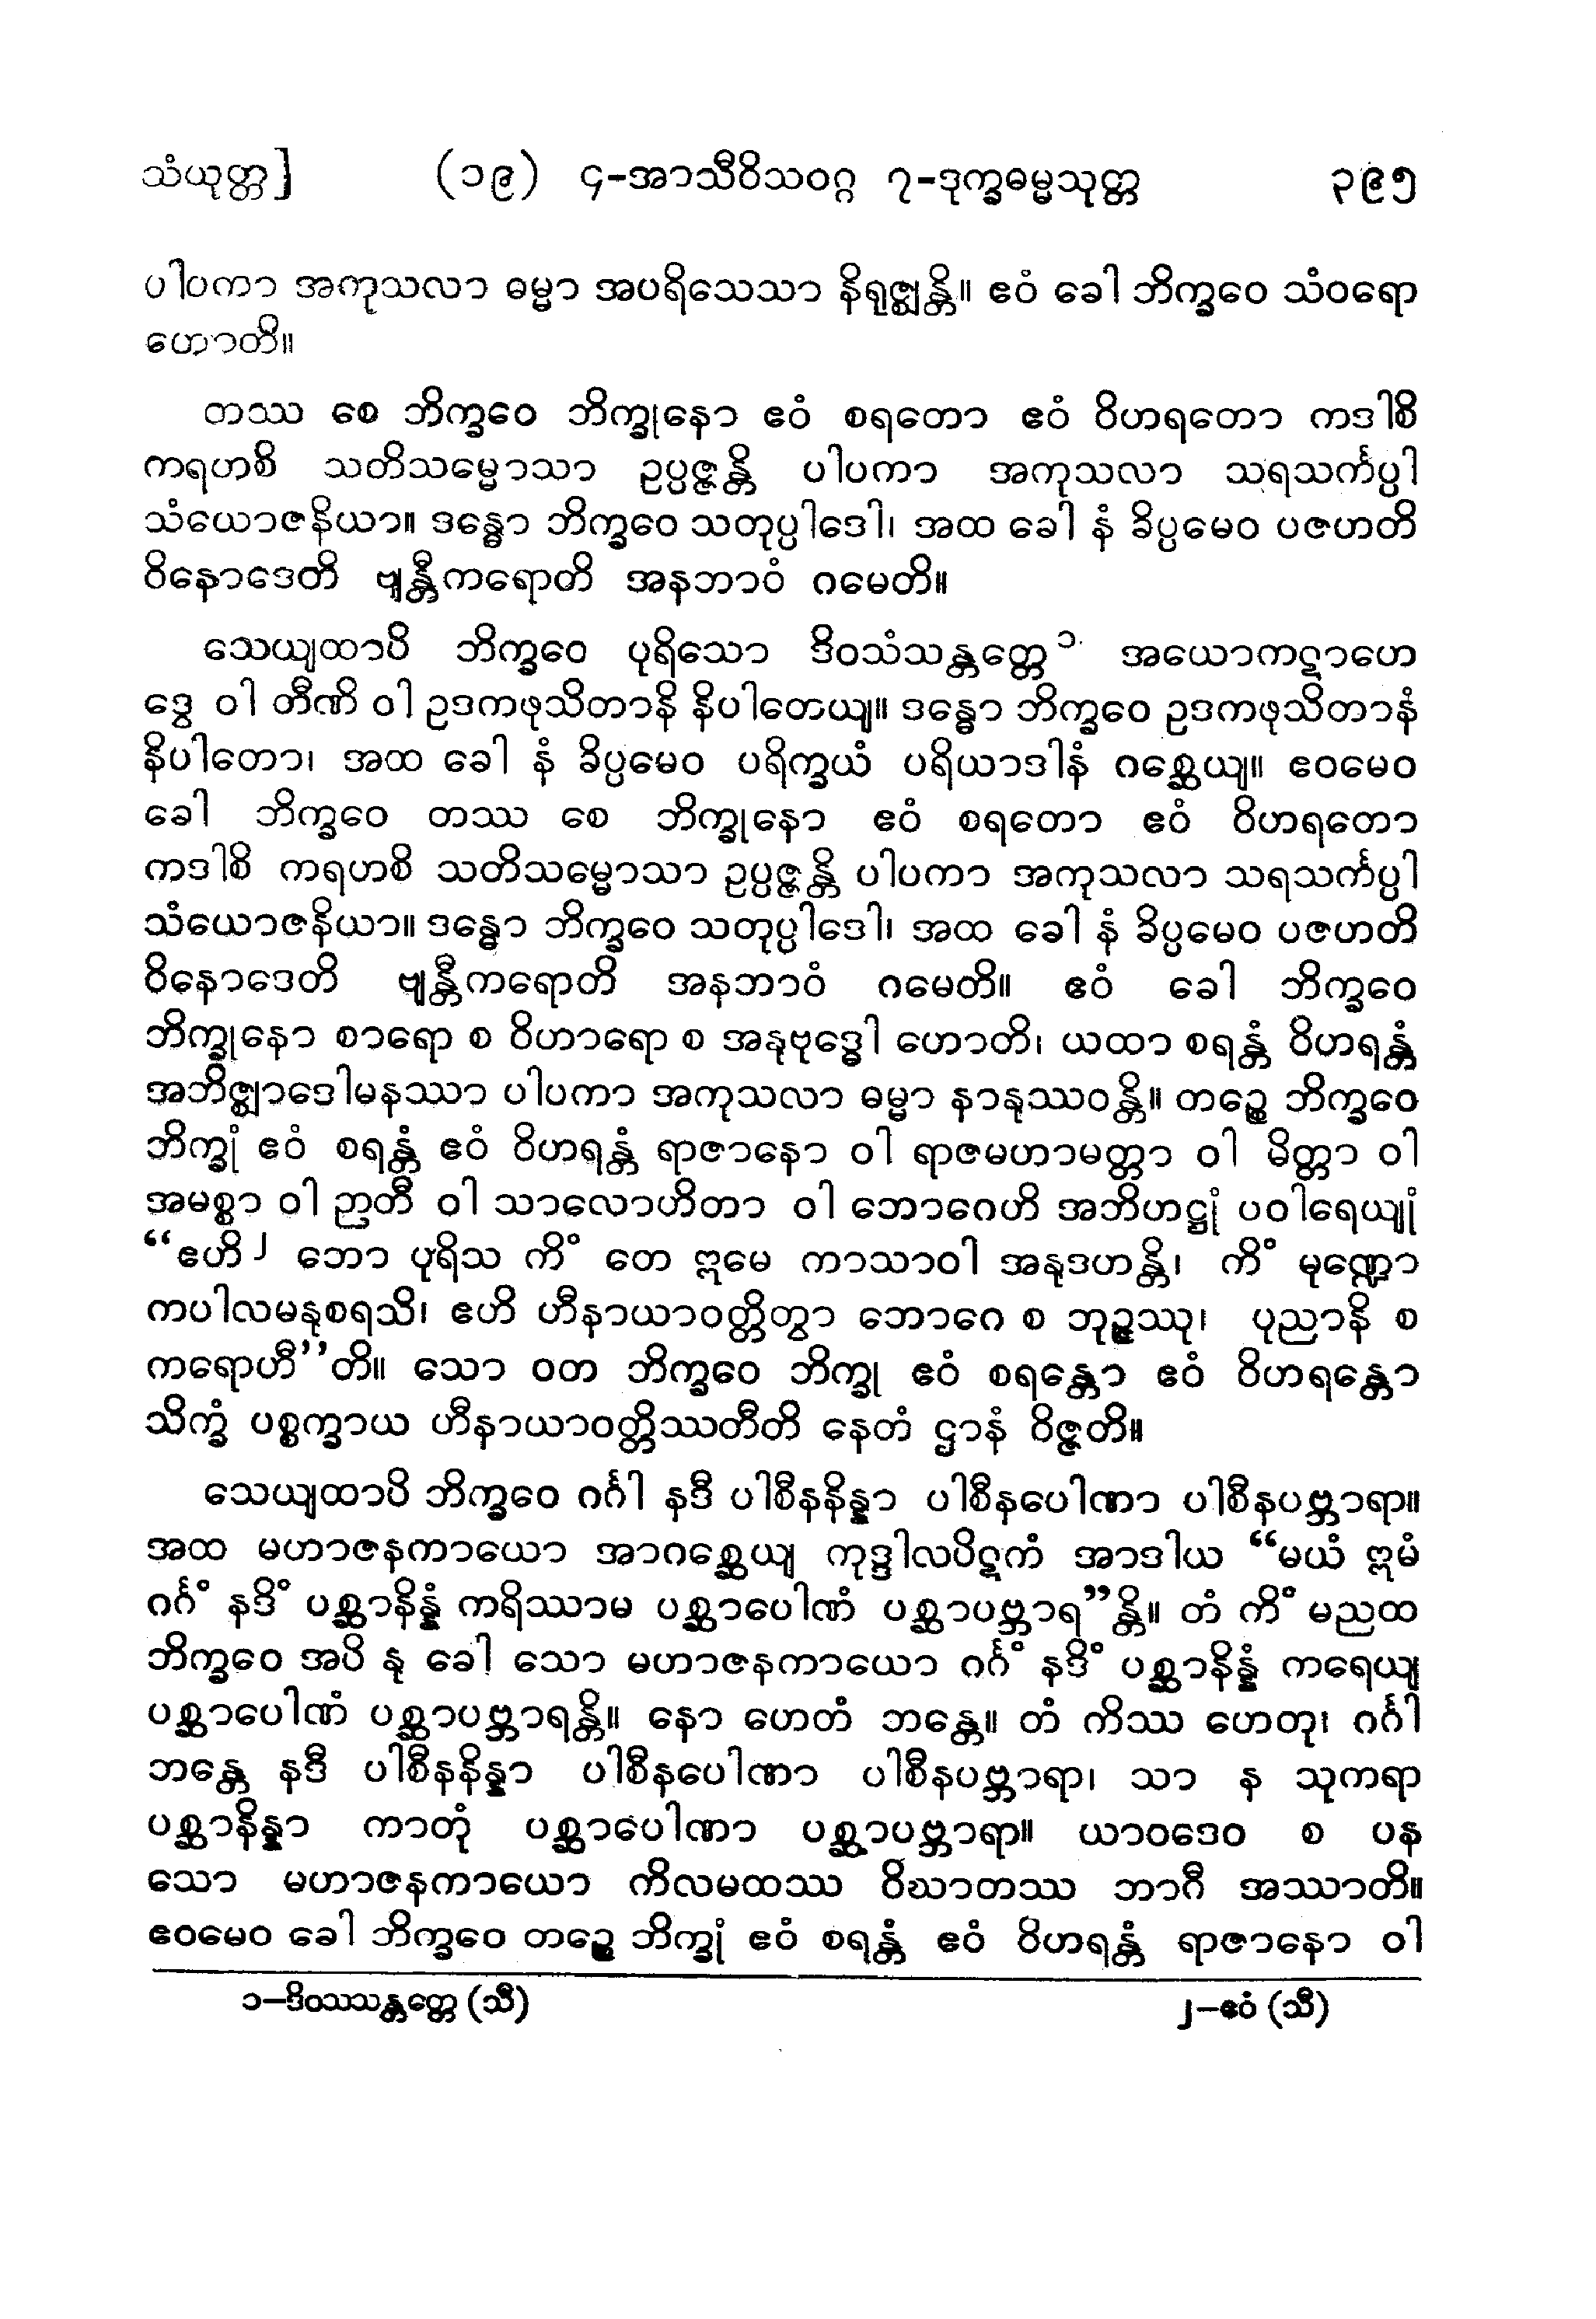 သံယုတ္တ] (၁၉) ၄-အာသီဝိသဝဂ္ဂ ၇-ဒုက္ခဓမ္မသုတ္တ ၃၉၅
ပါပကာ အကုသလာ ဓမ္မာ အပရိသေသာ နိရုဇ္ဈန္တိ။ ဧဝံ ခေါ ဘိက္ခဝေ သံဝရော
ဟောတိ။
တဿ စေ ဘိက္ခဝေ ဘိက္ခုနော ဧဝံ စရတော ဧဝံ ဝိဟရတော ကဒါစိ
ကရဟစိ သတိသမ္မောသာ ဥပ္ပဇ္ဇန္တိ ပါပကာ အကုသလာ သရသင်္ကပ္ပါ
သံယောဇနိယာ။ ဒန္ဓော ဘိက္ခဝေ သတုပ္ပါဒေါ၊ အထ ခေါ နံ ခိပ္ပမေဝ ပဇဟတိ
ဝိနောဒေတိ ဗျန္တီကရောတိ အနဘာဝံ ဂမေတိ။
သေယျထာပိ ဘိက္ခဝေ ပုရိသော ဒိဝသံသန္တတ္တေ၁ အယောကဋာဟေ
ဒွေ ဝါ တီဏိ ဝါ ဥဒကဖုသိတာနိ နိပါတေယျ။ ဒန္ဓော ဘိက္ခဝေ ဥဒကဖုသိတာနံ
နိပါတော၊ အထ ခေါ နံ ခိပ္ပမေဝ ပရိက္ခယံ ပရိယာဒါနံ ဂစ္ဆေယျ။ ဧဝမေဝ
ခေါ ဘိက္ခဝေ တဿ စေ ဘိက္ခုနော ဧဝံ စရတော ဧဝံ ဝိဟရတော
ကဒါစိ ကရဟစိ သတိသမ္မောသာ ဥပ္ပဇ္ဇန္တိ ပါပကာ အကုသလာ သရသင်္ကပ္ပါ
သံယောဇနိယာ။ ဒန္ဓော ဘိက္ခဝေ သတုပ္ပါဒေါ၊ အထ ခေါ နံ ခိပ္ပမေဝ ပဇဟတိ
ဝိနောဒေတိ ဗျန္တီကရောတိ အနဘာဝံ ဂမေတိ။ ဧဝံ ခေါ ဘိက္ခဝေ
ဘိက္ခုနော စာရော စ ဝိဟာရော စ အနုဗုဒ္ဓေါ ဟောတိ၊ ယထာ စရန္တံ ဝိဟရန္တံ
အဘိဇ္ဈာဒေါမနဿာ ပါပကာ အကုသလာ ဓမ္မာ နာနုဿဝန္တိ။ တဉ္စေ ဘိက္ခဝေ
ဘိက္ခုံ ဧဝံ စရန္တံ ဧဝံ ဝိဟရန္တံ ရာဇာနော ဝါ ရာဇမဟာမတ္တာ ဝါ မိတ္တာ ဝါ
အမစ္စာ ဝါ ဉာတီ ဝါ သာလောဟိတာ ဝါ ဘောဂေဟိ အဘိဟဋ္ဌုံ ပဝါရေယျုံ
“ဧဟိ၂ ဘော ပုရိသ ကိံ တေ ဣမေ ကာသာဝါ အနုဒဟန္တိ၊ ကိံ မုဏ္ဍော
ကပါလမနုစရသိ၊ ဧဟိ ဟီနာယာဝတ္တိတွာ ဘောဂေ စ ဘုဉ္ဇဿု၊ ပုညာနိ စ
ကရောဟီ”တိ။ သော ဝတ ဘိက္ခဝေ ဘိက္ခု ဧဝံ စရန္တော ဧဝံ ဝိဟရန္တော
သိက္ခံ ပစ္စက္ခာယ ဟီနာယာဝတ္တိဿတီတိ နေတံ ဌာနံ ဝိဇ္ဇတိ။
သေယျထာပိ ဘိက္ခဝေ ဂင်္ဂါ နဒီ ပါစီနနိန္နာ ပါစီနပေါဏာ ပါစီနပဗ္ဘာရာ။
အထ မဟာဇနကာယော အာဂစ္ဆေယျ ကုဒ္ဒါလပိဋကံ အာဒါယ “မယံ ဣမံ
ဂင်္ဂံ နဒိံ ပစ္ဆာနိန္နံ ကရိဿာမ ပစ္ဆာပေါဏံ ပစ္ဆာပဗ္ဘာရ”န္တိ။ တံ ကိံ မညထ
ဘိက္ခဝေ အပိ နု ခေါ သော မဟာဇနကာယော ဂင်္ဂံ နဒိံ ပစ္ဆာနိန္နံ ကရေယျ
ပစ္ဆာပေါဏံ ပစ္ဆာပဗ္ဘာရန္တိ။ နော ဟေတံ ဘန္တေ။ တံ ကိဿ ဟေတု၊ ဂင်္ဂါ
ဘန္တေ နဒီ ပါစီနနိန္နာ ပါစီနပေါဏာ ပါစီနပဗ္ဘာရာ၊ သာ န သုကရာ
ပစ္ဆာနိန္နာ ကာတုံ ပစ္ဆာပေါဏာ ပစ္ဆာပဗ္ဘာရာ။ ယာဝဒေဝ စ ပန
သော မဟာဇနကာယော ကိလမထဿ ဝိဃာတဿ ဘာဂီ အဿာတိ။
ဧဝမေဝ ခေါ ဘိက္ခဝေ တဉ္စေ ဘိက္ခုံ ဧဝံ စရန္တံ ဧဝံ ဝိဟရန္တံ ရာဇာနော ဝါ
၁-ဒိဝသသန္တတ္တေ (သီ) ၂-ဧဝံ (သီ)